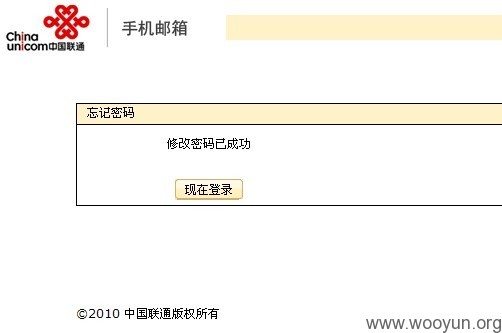 China
unicom中国联通
手机邮箱
忘记密码
修改密码已成功
现在登录
©2010 中国联通版权所有
www.wooyun.org